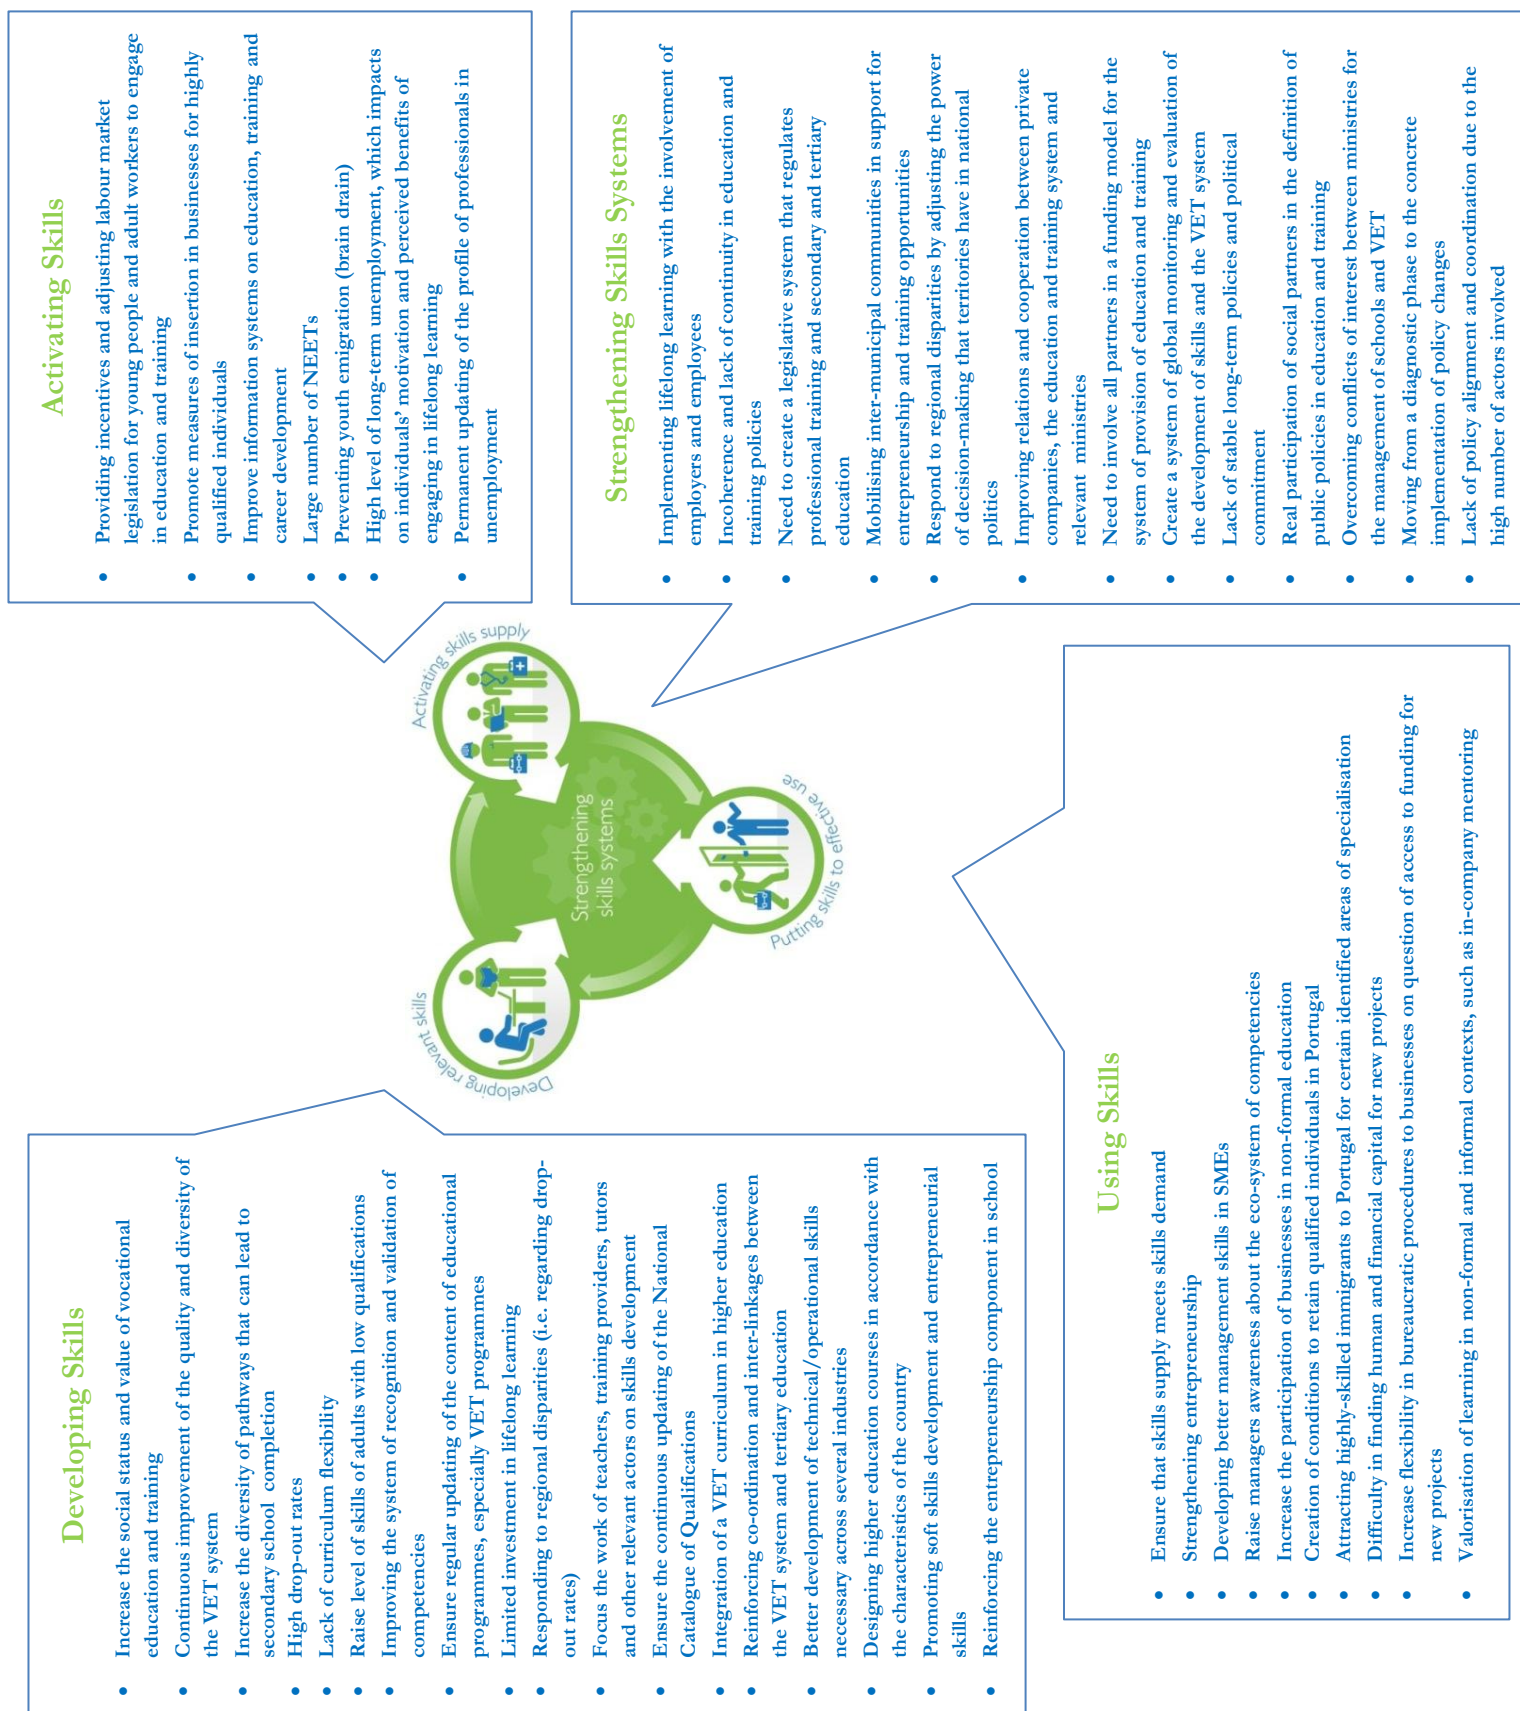 Developing Skills
• Increase the social status and value of vocational
education and training
• Continuous improvement of the quality and diversity of
the VET system
• Increase the diversity of pathways that can lead to
secondary school completion
• High drop-out rates
• Lack of curriculum flexibility
• Raise level of skills of adults with low qualifications
• Improving the system of recognition and validation of
competencies
• Ensure regular updating of the content of educational
programmes, especially VET programmes
• Limited investment in lifelong learning
• Responding to regional disparities (i.e. regarding drop-
out rates)
• Focus the work of teachers, training providers, tutors
and other relevant actors on skills development
• Ensure the continuous updating of the National
Catalogue of Qualifications
• Integration of a VET curriculum in higher education
• Reinforcing co-ordination and inter-linkages between
the VET system and tertiary education
• Better development of technical/operational skills
necessary across several industries
• Designing higher education courses in accordance with
the characteristics of the country
• Promoting soft skills development and entrepreneurial
skills
• Reinforcing the entrepreneurship component in school
Activating Skills
• Providing incentives and adjusting labour market
legislation for young people and adult workers to engage
in education and training
• Promote measures of insertion in businesses for highly
qualified individuals
• Improve information systems on education, training and
career development
• Large number of NEETs
• Preventing youth emigration (brain drain)
• High level of long-term unemployment, which impacts
on individuals' motivation and perceived benefits of
engaging in lifelong learning
• Permanent updating of the profile of professionals in
unemployment
Developing relevant skills
Activating skills supply
Strengthening
skills systems
Putting skills to effective use
Strengthening Skills Systems
• Implementing lifelong learning with the involvement of
employers and employees
• Incoherence and lack of continuity in education and
training policies
• Need to create a legislative system that regulates
professional training and secondary and tertiary
education
• Mobilising inter-municipal communities in support for
entrepreneurship and training opportunities
• Respond to regional disparities by adjusting the power
of decision-making that territories have in national
politics
• Improving relations and cooperation between private
companies, the education and training system and
relevant ministries
• Need to involve all partners in a funding model for the
system of provision of education and training
• Create a system of global monitoring and evaluation of
the development of skills and the VET system
• Lack of stable long-term policies and political
commitment
• Real participation of social partners in the definition of
public policies in education and training
• Overcoming conflicts of interest between ministries for
the management of schools and VET
• Moving from a diagnostic phase to the concrete
implementation of policy changes
• Lack of policy alignment and coordination due to the
high number of actors involved
Using Skills
• Ensure that skills supply meets skills demand
• Strengthening entrepreneurship
• Developing better management skills in SMEs
• Raise managers awareness about the eco-system of competencies
• Increase the participation of businesses in non-formal education
• Creation of conditions to retain qualified individuals in Portugal
• Attracting highly-skilled immigrants to Portugal for certain identified areas of specialisation
• Difficulty in finding human and financial capital for new projects
• Increase flexibility in bureaucratic procedures to businesses on question of access to funding for
new projects
• Valorisation of learning in non-formal and informal contexts, such as in-company mentoring